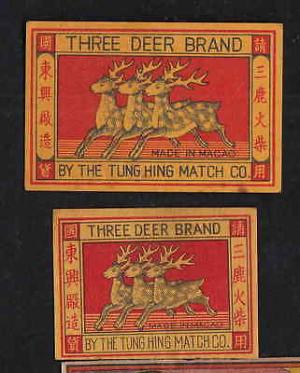 THREE DEER BRAND
請
三鹿火柴
用
國
東興廠造
貨
MADE IN MACAO
BY THE TUNG HING MATCH CO.
THREE DEER BRAND
請
三鹿火柴
用
國
東興廠造
貨
MADE IN MACAO
BY THE TUNG HING MATCH CO.